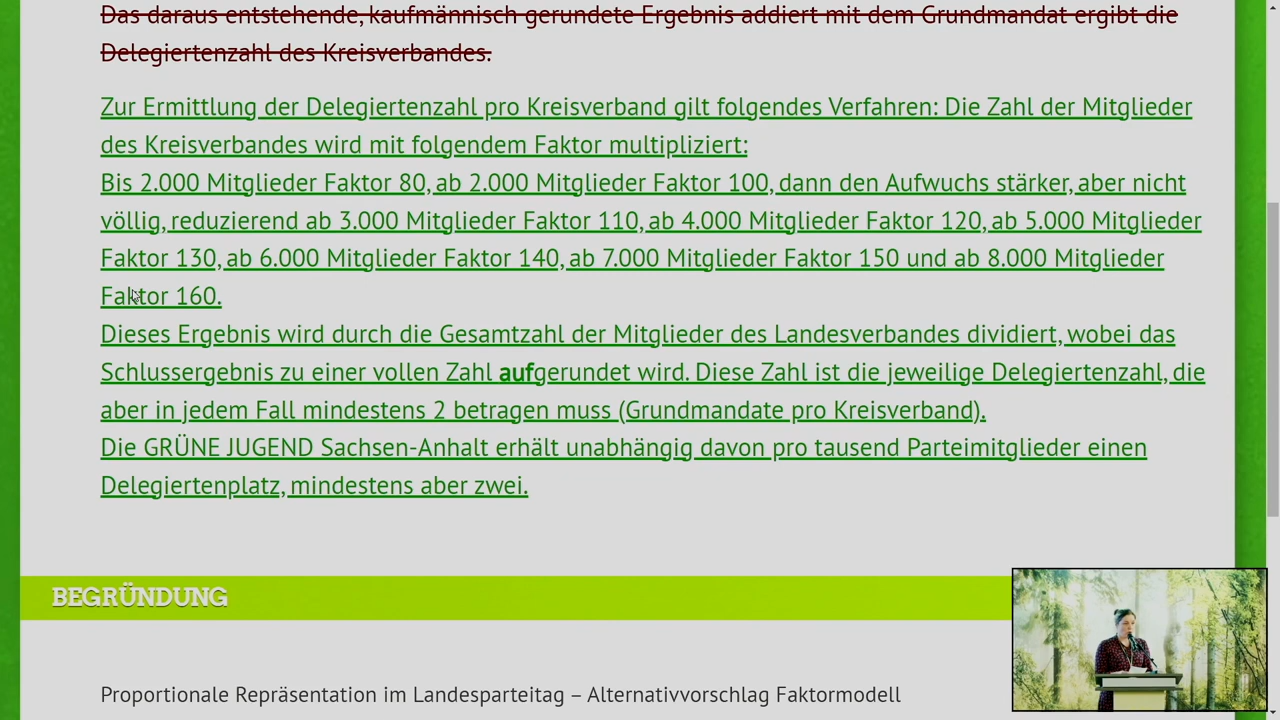 Das daraus entstehende, kaufmännisch gerundete Ergebnis addiert mit dem Grundmandat ergibt die
Delegiertenzahl des Kreisverbandes.
Zur Ermittlung der Delegiertenzahl pro Kreisverband gilt folgendes Verfahren: Die Zahl der Mitglieder
des Kreisverbandes wird mit folgendem Faktor multipliziert:
Bis 2.000 Mitglieder Faktor 80, ab 2.000 Mitglieder Faktor 100, dann den Aufwuchs stärker, aber nicht
völlig, reduzierend ab 3.000 Mitglieder Faktor 110, ab 4.000 Mitglieder Faktor 120, ab 5.000 Mitglieder
Faktor 130, ab 6.000 Mitglieder Faktor 140, ab 7.000 Mitglieder Faktor 150 und ab 8.000 Mitglieder
Faktor 160.
Dieses Ergebnis wird durch die Gesamtzahl der Mitglieder des Landesverbandes dividiert, wobei das
Schlussergebnis zu einer vollen Zahl aufgerundet wird. Diese Zahl ist die jeweilige Delegiertenzahl, die
aber in jedem Fall mindestens 2 betragen muss (Grundmandate pro Kreisverband).
Die GRÜNE JUGEND Sachsen-Anhalt erhält unabhängig davon pro tausend Parteimitglieder einen
Delegiertenplatz, mindestens aber zwei.
BEGRÜNDUNG
Proportionale Repräsentation im Landesparteitag – Alternativvorschlag Faktormodell